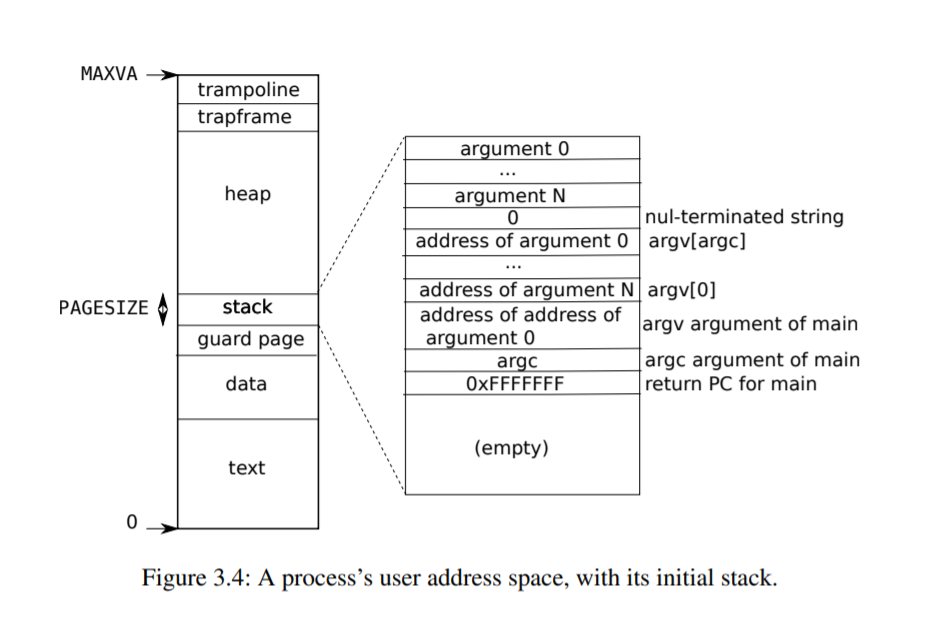 MAXVA
trampoline
trapframe
heap
PAGESIZE
stack
guard page
data
text
0
argument 0
...
argument N
0 nul-terminated string
address of argument 0 argv[argc]
...
address of argument N argv[0]
address of address of
argument 0
argv argument of main
argc argc argument of main
0xFFFFFFF return PC for main
(empty)
Figure 3.4: A process’s user address space, with its initial stack.